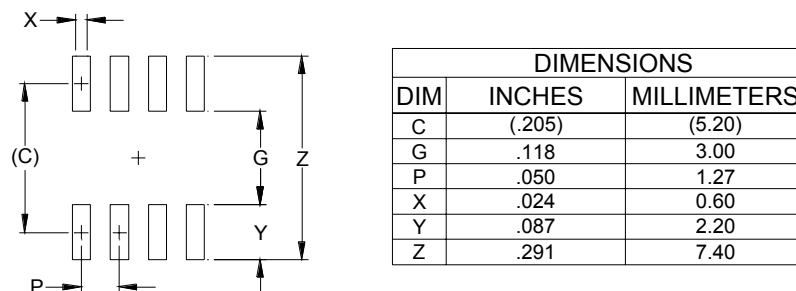 X
(C)
G
Z
Y
P
DIMENSIONS
DIM INCHES MILLIMETERS
C (.205) (5.20)
G .118 3.00
P .050 1.27
X .024 0.60
Y .087 2.20
Z .291 7.40